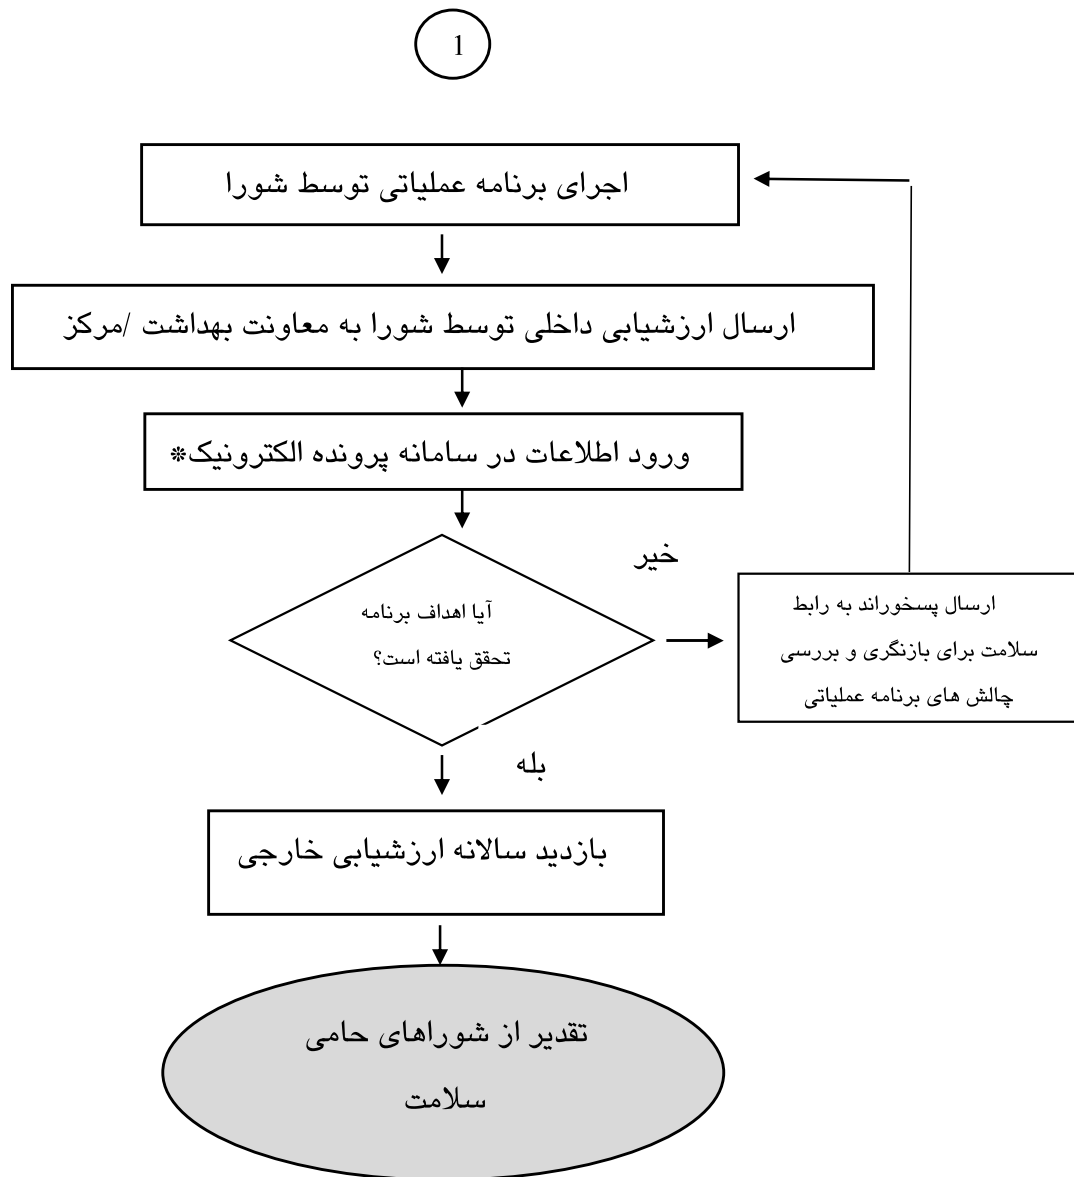 1
اجرای برنامه عملیاتی توسط شورا
ارسال ارزشیابی داخلی توسط شورا به معاونت بهداشت /مرکز
ورود اطلاعات در سامانه پرونده الکترونیک*
خیر
آیا اهداف برنامه
تحقق یافته است؟
ارسال پسخوراند به رابط
سلامت برای بازنگری و بررسی
چالش های برنامه عملیاتی
بله
بازدید سالانه ارزشیابی خارجی
تقدیر از شوراهای حامی
سلامت